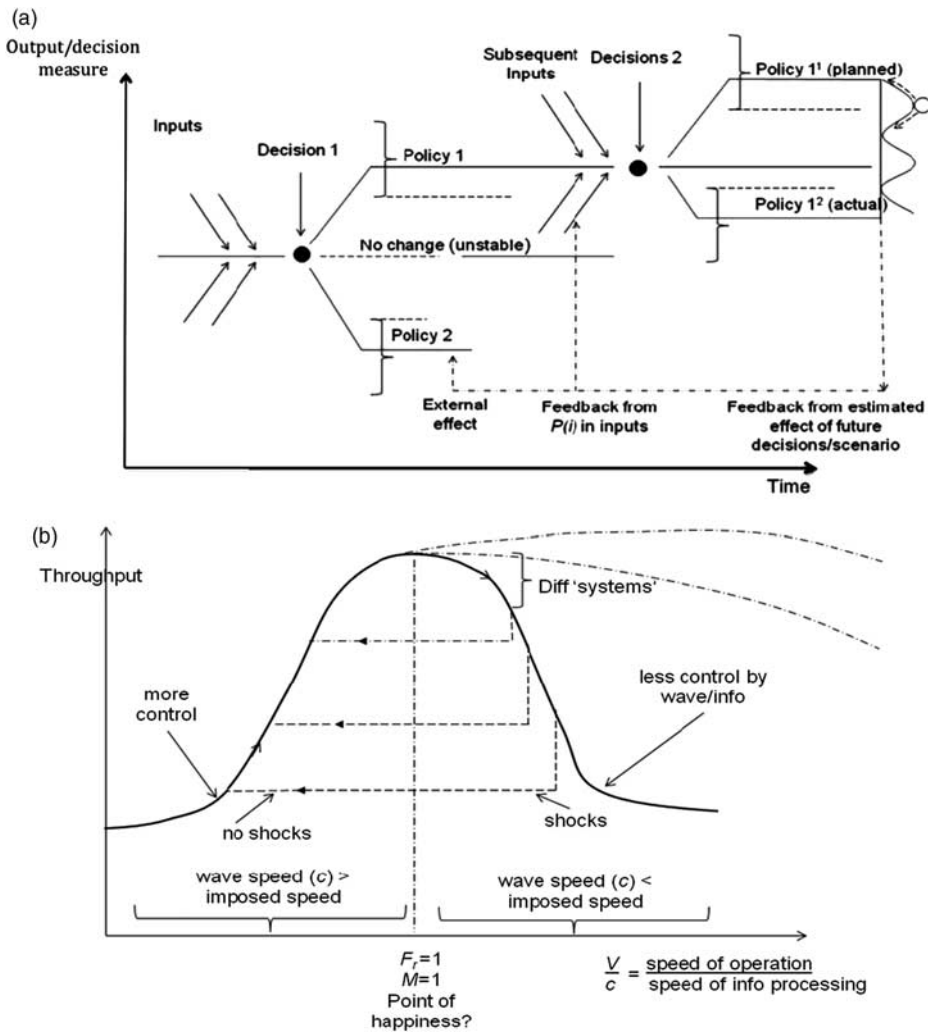 (a)
Output/decision
measure
Inputs
Decision 1
Policy 1
No change (unstable)
Policy 2
Subsequent
Inputs
Decisions 2
Policy 1¹ (planned)
Policy 1² (actual)
External
effect
Feedback from
P(i) in inputs
Feedback from estimated
effect of future
decisions/scenario
Time
(b)
Throughput
Diff 'systems'
more
control
less control by
wave/info
no shocks
shocks
wave speed (c) >
imposed speed
wave speed (c) <
imposed speed
Fr=1
M=1
Point of
happiness?
V/c = speed of operation
speed of info processing